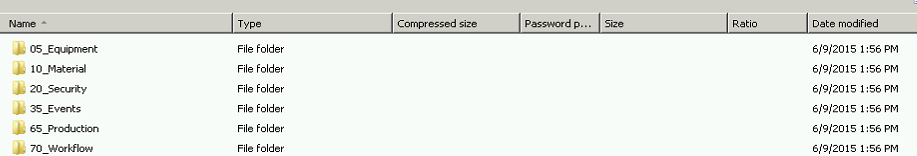 Name Type Compressed size Password p... Size Ratio Date modified
05_Equipment File folder 6/9/2015 1:56 PM
10_Material File folder 6/9/2015 1:56 PM
20_Security File folder 6/9/2015 1:56 PM
35_Events File folder 6/9/2015 1:56 PM
65_Production File folder 6/9/2015 1:56 PM
70_Workflow File folder 6/9/2015 1:56 PM